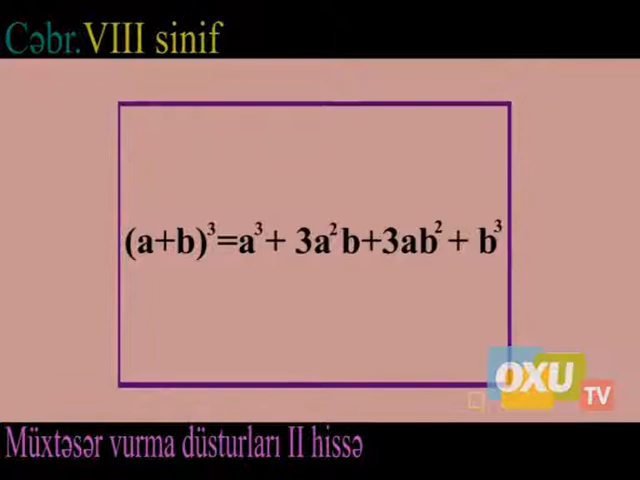 Cəbr.VIII sinif
(a+b)³=a³+ 3a²b+3ab²+ b³
OXU
TV
Müxtəsər vurma düsturları II hissə